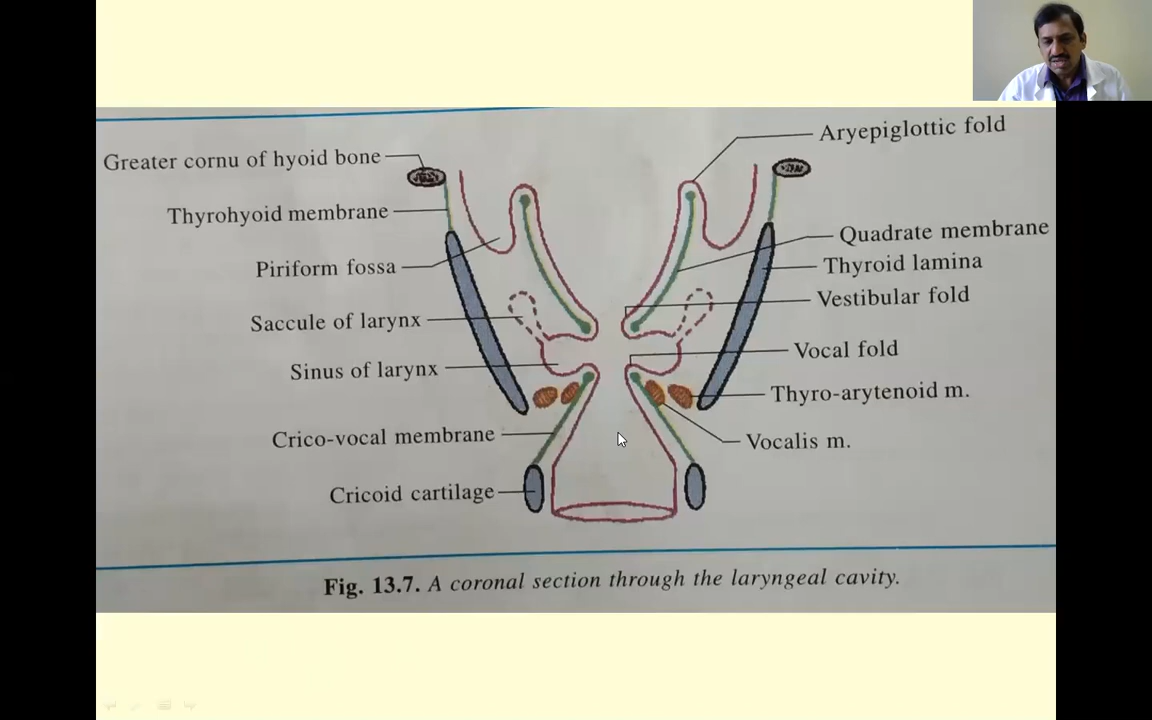 Aryepiglottic fold
Greater cornu of hyoid bone
Thyrohyoid membrane
Quadrate membrane
Piriform fossa
Thyroid lamina
Vestibular fold
Saccule of larynx
Vocal fold
Sinus of larynx
Thyro-arytenoid m.
Crico-vocal membrane
Vocalis m.
Cricoid cartilage
Fig. 13.7. A coronal section through the laryngeal cavity.